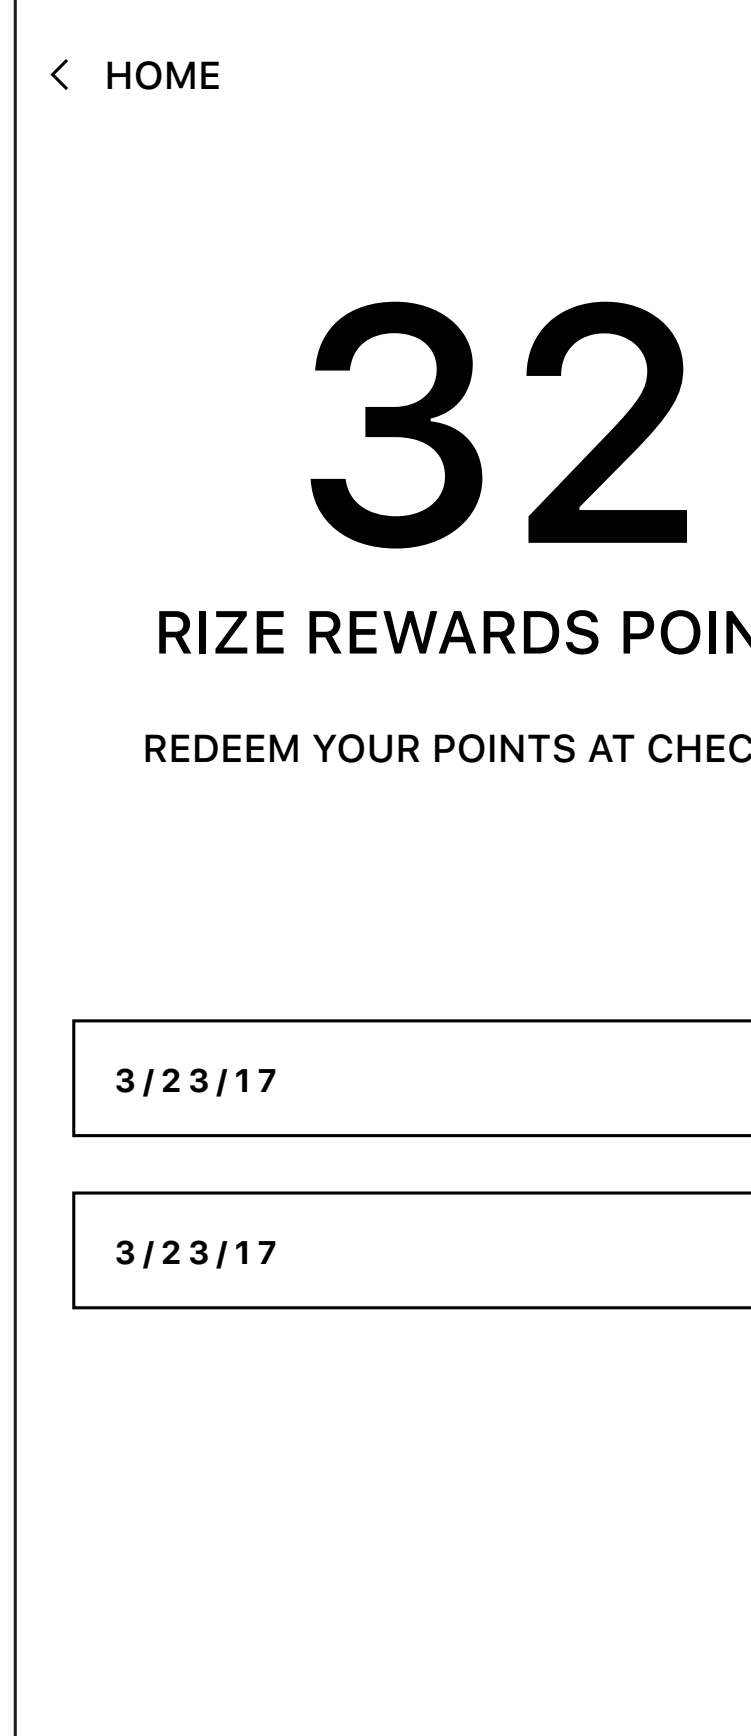 HOME
32
RIZE REWARDS POIN
REDEEM YOUR POINTS AT CHEC
3/23/17
3/23/17